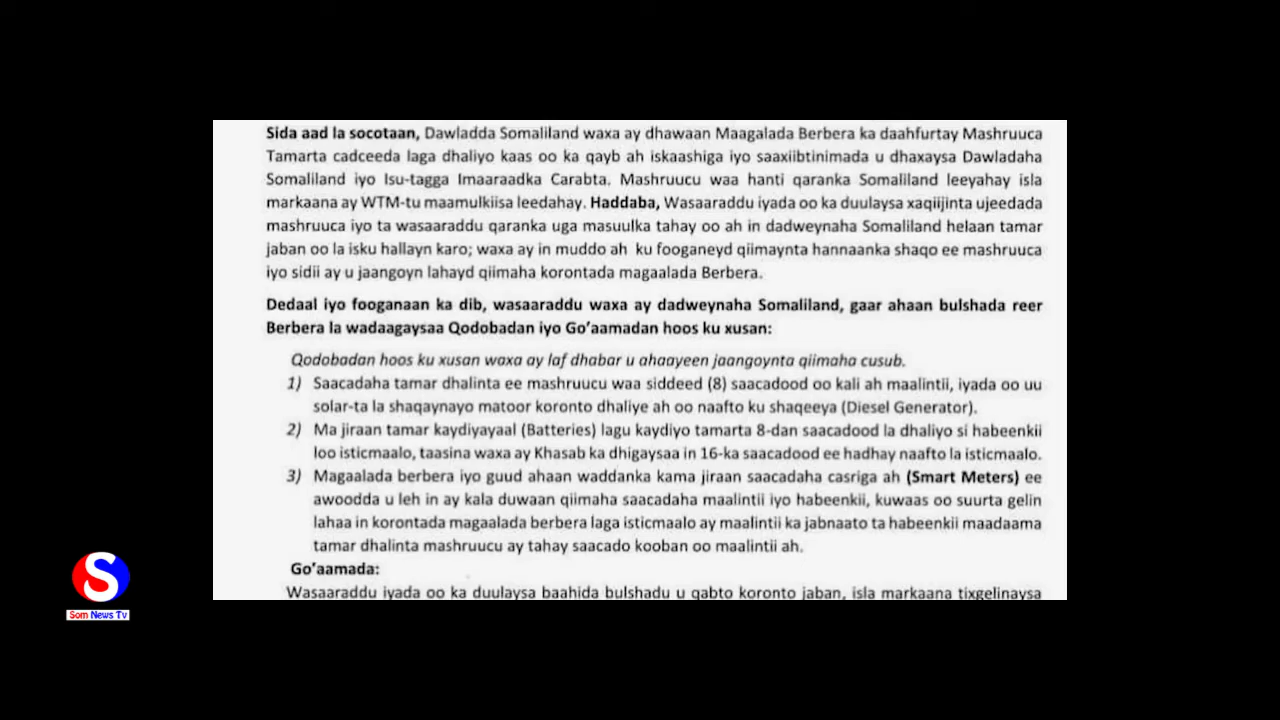 Sida aad la socotaan, Dawladda Somaliland waxa ay dhawaan Maagalada Berbera ka daahfurtay Mashruuca
Tamarta cadceeda laga dhaliyo kaas oo ka qayb ah iskaashiga iyo saaxiibtinimada u dhaxaysa Dawladaha
Somaliland iyo Isu-tagga Imaaraadka Carabta. Mashruucu waa hanti qaranka Somaliland leeyahay isla
markaana ay WTM-tu maamulkiisa leedahay. Haddaba, Wasaaraddu iyada oo ka duulaysa xaqiijinta ujeedada
mashruuca iyo ta wasaaraddu qaranka uga masuulka tahay oo ah in dadweynaha Somaliland helaan tamar
jaban oo la isku hallayn karo; waxa ay in muddo ah ku fooganeyd qiimaynta hannaanka shaqo ee mashruuca
iyo sidii ay u jaangoyn lahayd qiimaha korontada magaalada Berbera.
Dedaal iyo fooganaan ka dib, wasaaraddu waxa ay dadweynaha Somaliland, gaar ahaan bulshada reer
Berbera la wadaagaysaa Qodobadan iyo Go’aamadan hoos ku xusan:
Qodobadan hoos ku xusan waxa ay laf dhabar u ahaayeen jaangoynta qiimaha cusub.
1) Saacadaha tamar dhalinta ee mashruucu waa siddeed (8) saacadood oo kali ah maalintii, iyada oo uu
solar-ta la shaqaynayo matoor koronto dhaliye ah oo naafto ku shaqeeya (Diesel Generator).
2) Ma jiraan tamar kaydiyayaal (Batteries) lagu kaydiyo tamarta 8-dan saacadood la dhaliyo si habeenkii
loo isticmaalo, taasina waxa ay Khasab ka dhigaysaa in 16-ka saacadood ee hadhay naafto la isticmaalo.
3) Magaalada berbera iyo guud ahaan waddanka kama jiraan saacadaha casriga ah (Smart Meters) ee
awoodda u leh in ay kala duwaan qiimaha saacadaha maalintii iyo habeenkii, kuwaas oo suurta gelin
lahaa in korontada magaalada berbera laga isticmaalo ay maalintii ka jabnaato ta habeenkii maadaama
tamar dhalinta mashruucu ay tahay saacado kooban oo maalintii ah.
Go’aamada:
Wasaaraddu iyada oo ka duulaysa baahida bulshadu u qabto koronto jaban, isla markaana tixgelinaysa
S
Som News Tv